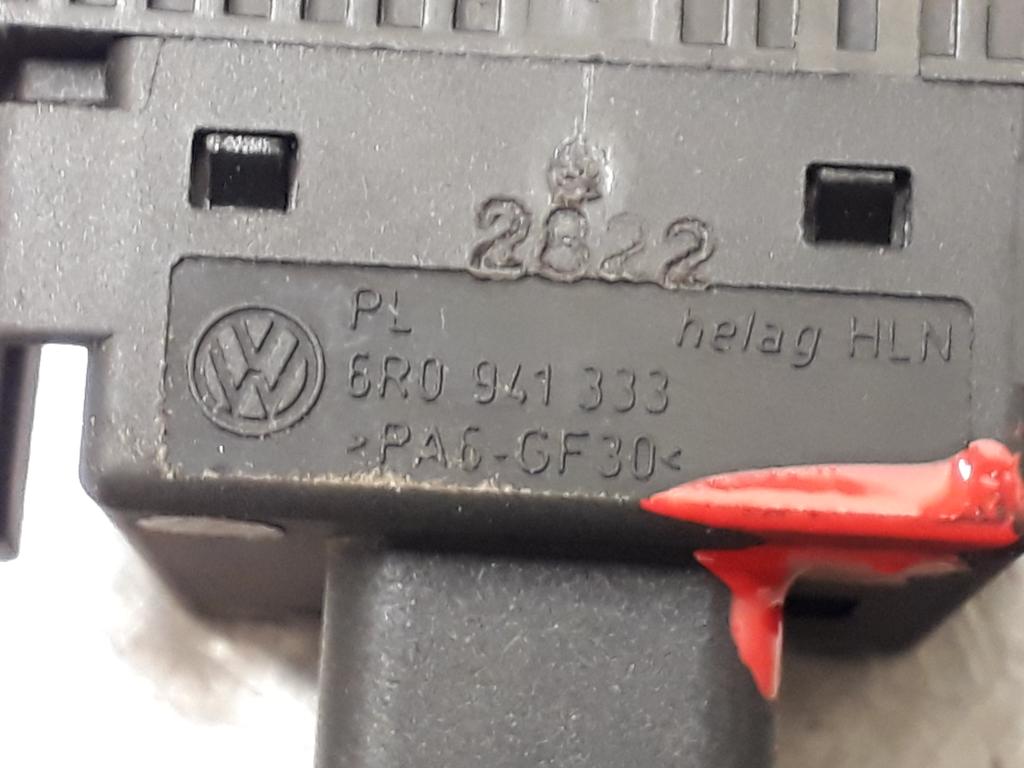 2822
PL
helag HLN
6R0 941 333
>PA6-GF30<